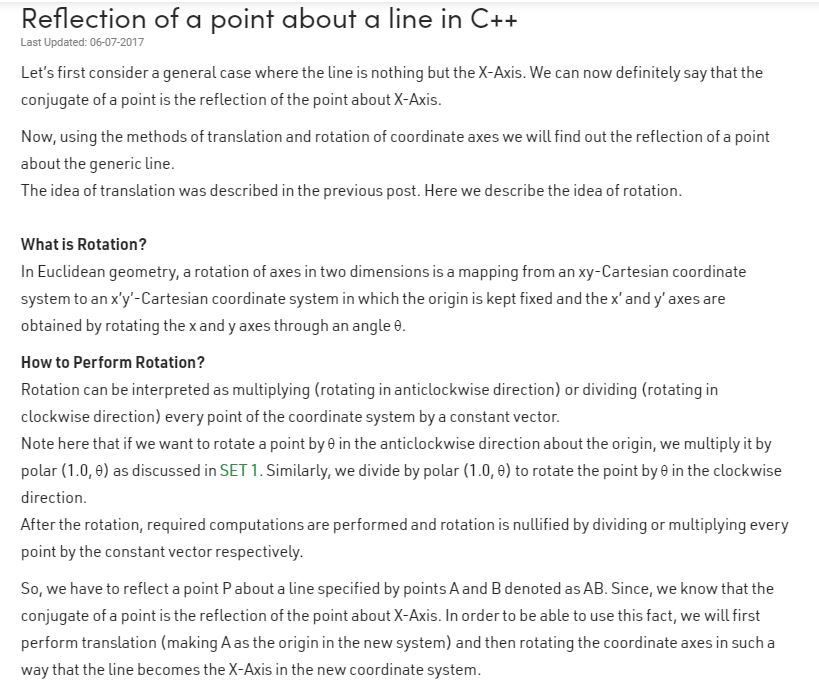 Reflection of a point about a line in C++
Last Updated: 06-07-2017
Let's first consider a general case where the line is nothing but the X-Axis. We can now definitely say that the
conjugate of a point is the reflection of the point about X-Axis.
Now, using the methods of translation and rotation of coordinate axes we will find out the reflection of a point
about the generic line.
The idea of translation was described in the previous post. Here we describe the idea of rotation.
What is Rotation?
In Euclidean geometry, a rotation of axes in two dimensions is a mapping from an xy-Cartesian coordinate
system to an x'y'-Cartesian coordinate system in which the origin is kept fixed and the x' and y' axes are
obtained by rotating the x and y axes through an angle θ.
How to Perform Rotation?
Rotation can be interpreted as multiplying (rotating in anticlockwise direction) or dividing (rotating in
clockwise direction) every point of the coordinate system by a constant vector.
Note here that if we want to rotate a point by θ in the anticlockwise direction about the origin, we multiply it by
polar (1.0, θ) as discussed in SET 1. Similarly, we divide by polar (1.0, θ) to rotate the point by θ in the clockwise
direction.
After the rotation, required computations are performed and rotation is nullified by dividing or multiplying every
point by the constant vector respectively.
So, we have to reflect a point P about a line specified by points A and B denoted as AB. Since, we know that the
conjugate of a point is the reflection of the point about X-Axis. In order to be able to use this fact, we will first
perform translation (making A as the origin in the new system) and then rotating the coordinate axes in such a
way that the line becomes the X-Axis in the new coordinate system.